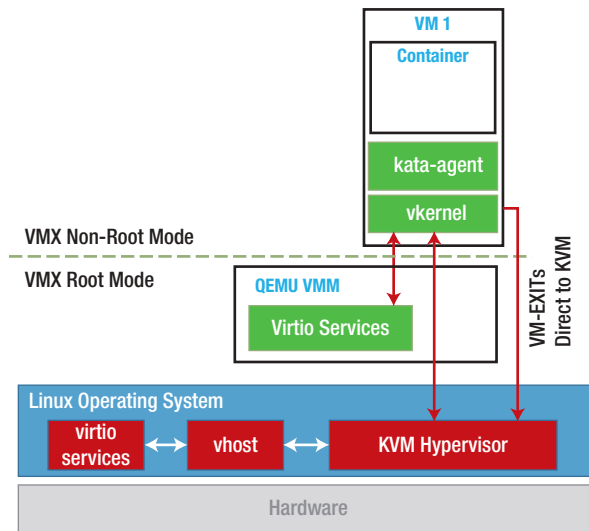 VM 1
Container
kata-agent
vkernel
VMX Non-Root Mode
VMX Root Mode
QEMU VMM
Virtio Services
VM-EXITs
Direct to KVM
Linux Operating System
virtio
services
vhost
KVM Hypervisor
Hardware